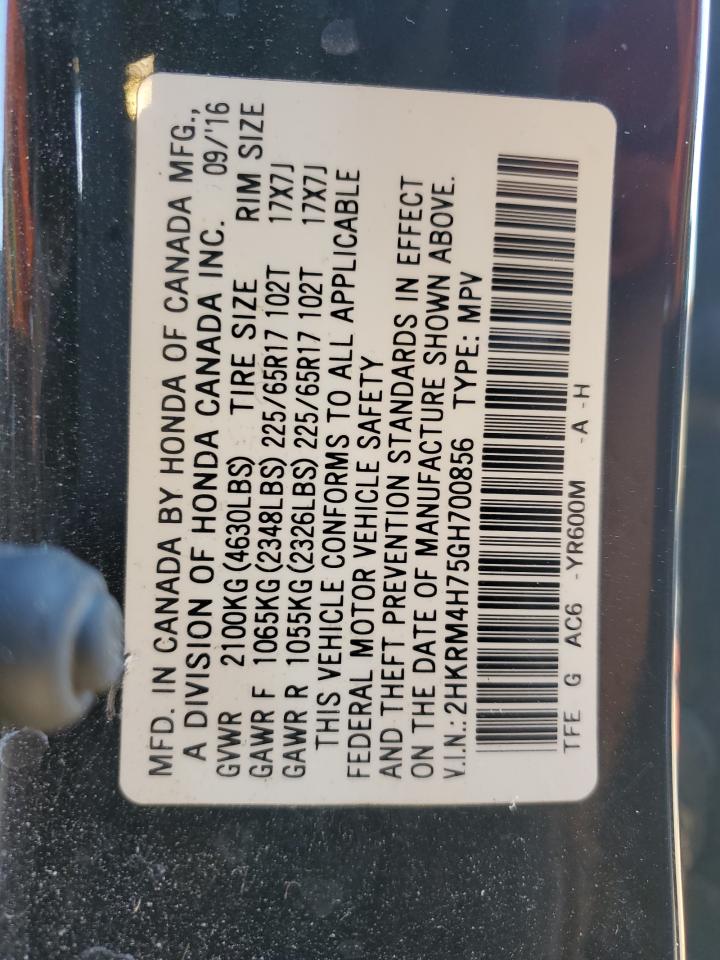 MFD. IN CANADA BY HONDA OF CANADA MFG.,
A DIVISION OF HONDA CANADA INC. 09/'16
GVWR 2100KG (4630LBS) TIRE SIZE RIM SIZE
GAWR F 1065KG (2348LBS) 225/65R17 102T 17X7J
GAWR R 1055KG (2326LBS) 225/65R17 102T 17X7J
THIS VEHICLE CONFORMS TO ALL APPLICABLE
FEDERAL MOTOR VEHICLE SAFETY
AND THEFT PREVENTION STANDARDS IN EFFECT
ON THE DATE OF MANUFACTURE SHOWN ABOVE.
V.I.N.: 2HKRM4H75GH700856 TYPE: MPV
TFE G AC6 -YR600M -A -H